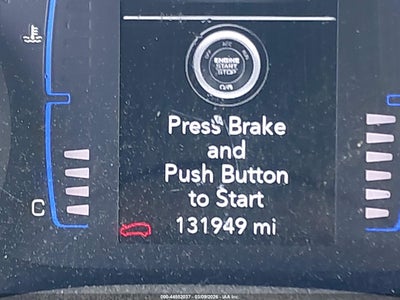 ENGINE
START
STOP
Press Brake
and
Push Button
to Start
C
131949 mi